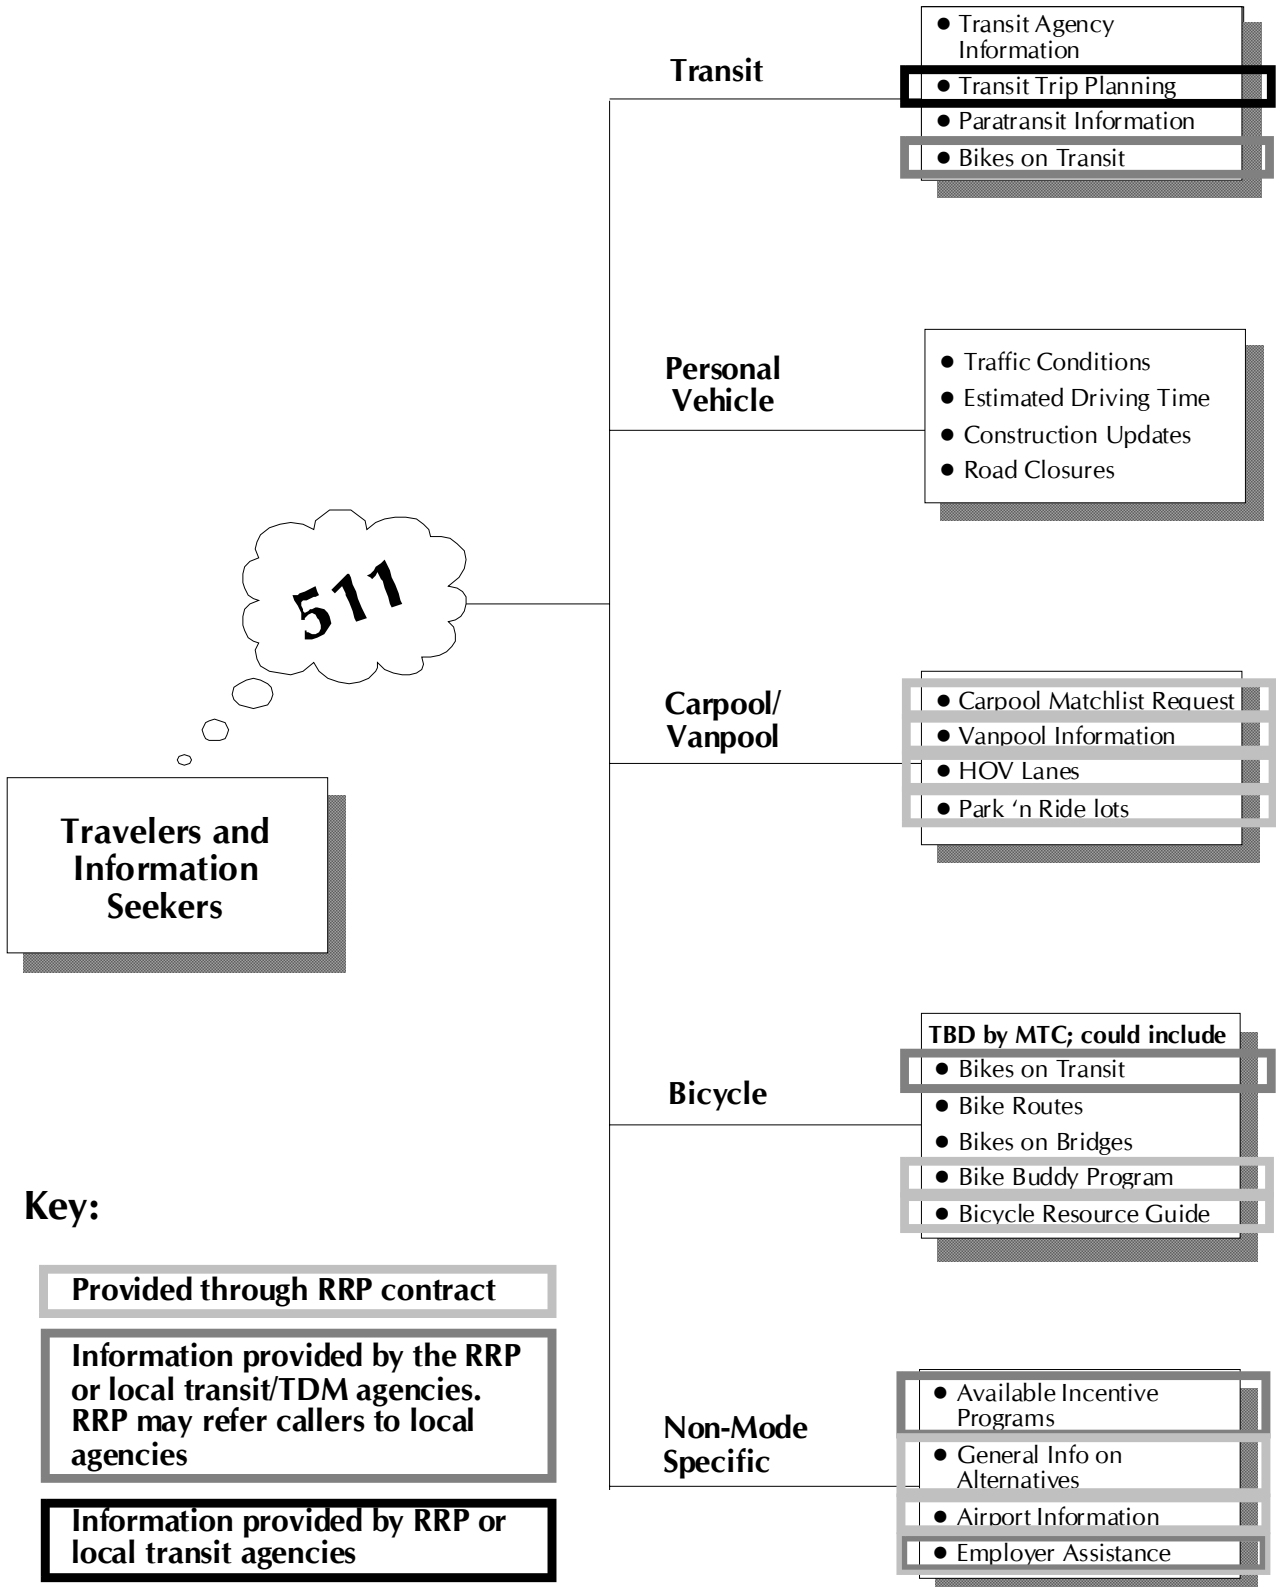 Transit
● Transit Agency
Information
● Transit Trip Planning
● Paratransit Information
● Bikes on Transit
Personal
Vehicle
● Traffic Conditions
● Estimated Driving Time
● Construction Updates
● Road Closures
511
Travelers and
Information
Seekers
Carpool/
Vanpool
● Carpool Matchlist Request
● Vanpool Information
● HOV Lanes
● Park ‘n Ride lots
Bicycle
TBD by MTC; could include
● Bikes on Transit
● Bike Routes
● Bikes on Bridges
● Bike Buddy Program
● Bicycle Resource Guide
Non-Mode
Specific
● Available Incentive
Programs
● General Info on
Alternatives
● Airport Information
● Employer Assistance
Key:
Provided through RRP contract
Information provided by the RRP
or local transit/TDM agencies.
RRP may refer callers to local
agencies
Information provided by RRP or
local transit agencies